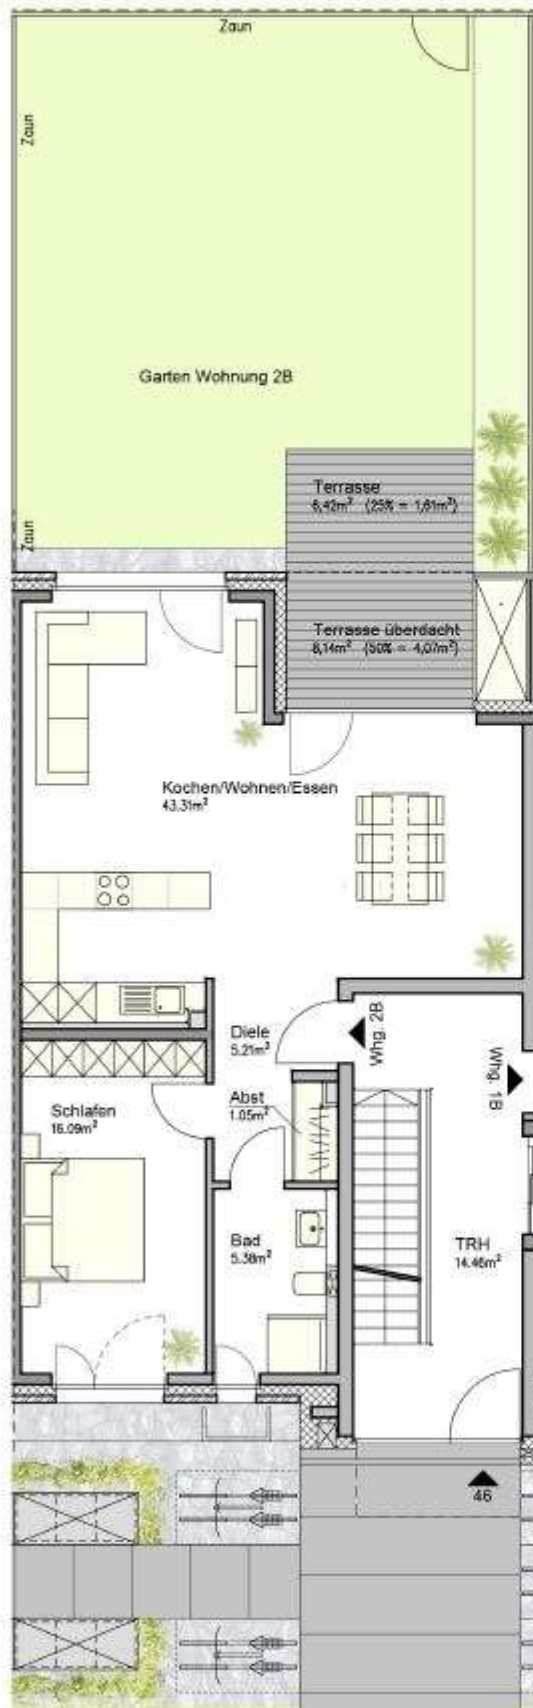 Zaun
Zaun
Garten Wohnung 2B
Terrasse
6,42m² (25% = 1,61m²)
Zaun
Terrasse überdacht
8,14m² (50% = 4,07m²)
Kochen/Wohnen/Essen
43.31m²
Diele
5.21m²
Whg. 2B
Whg. 1B
Abst
1.05m²
Schlafen
16.09m²
Bad
5.38m²
TRH
14.46m²
46